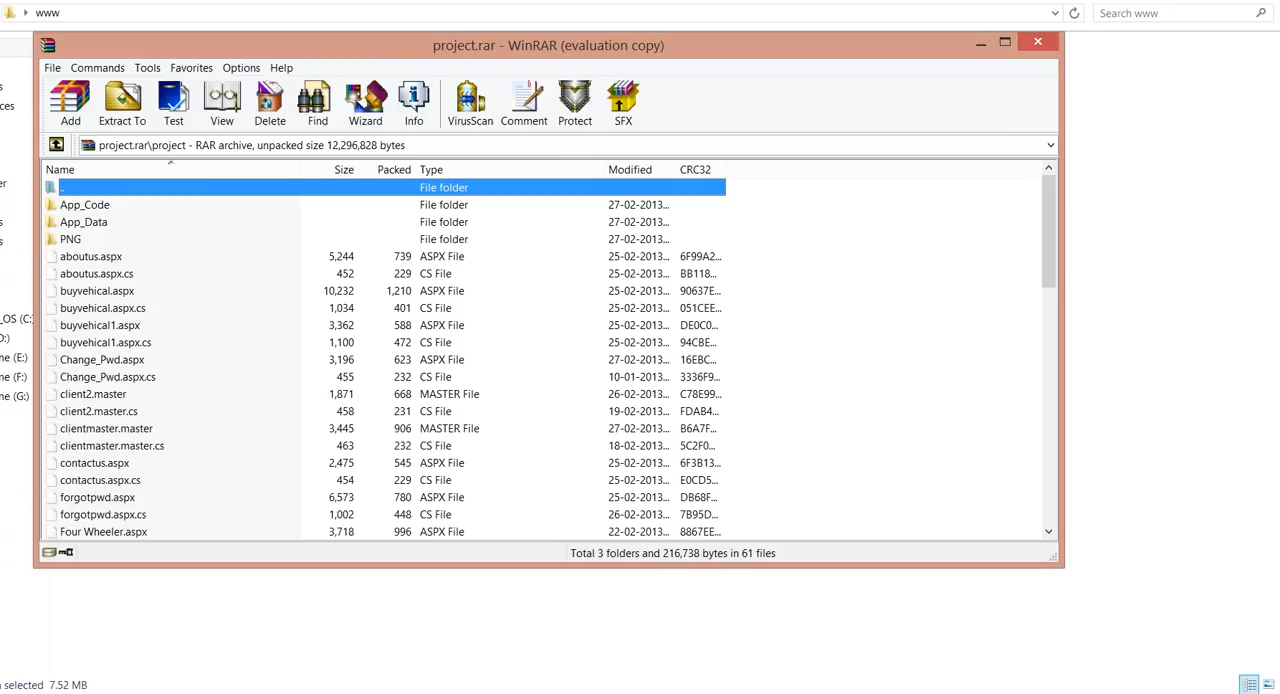 www
Search www
project.rar - WinRAR (evaluation copy)
File Commands Tools Favorites Options Help
Add Extract To Test View Delete Find Wizard Info VirusScan Comment Protect SFX
project.rar\project - RAR archive, unpacked size 12,296,828 bytes
Name Size Packed Type Modified CRC32
.. File folder
App_Code File folder 27-02-2013...
App_Data File folder 27-02-2013...
PNG File folder 27-02-2013...
aboutus.aspx 5,244 739 ASPX File 25-02-2013... 6F99A2...
aboutus.aspx.cs 452 229 CS File 25-02-2013... BB118...
buyvehical.aspx 10,232 1,210 ASPX File 25-02-2013... 90637E...
buyvehical.aspx.cs 1,034 401 CS File 25-02-2013... 051CEE...
buyvehical1.aspx 3,362 588 ASPX File 25-02-2013... DE0C0...
buyvehical1.aspx.cs 1,100 472 CS File 25-02-2013... 94CBE...
Change_Pwd.aspx 3,196 623 ASPX File 27-02-2013... 16EBC...
Change_Pwd.aspx.cs 455 232 CS File 10-01-2013... 3336F9...
client2.master 1,871 668 MASTER File 26-02-2013... C78E99...
client2.master.cs 458 231 CS File 19-02-2013... FDAB4...
clientmaster.master 3,445 906 MASTER File 27-02-2013... B6A7F...
clientmaster.master.cs 463 232 CS File 18-02-2013... 5C2F0...
contactus.aspx 2,475 545 ASPX File 25-02-2013... 6F3B13...
contactus.aspx.cs 454 229 CS File 25-02-2013... E0CD5...
forgotpwd.aspx 6,573 780 ASPX File 25-02-2013... DB68F...
forgotpwd.aspx.cs 1,002 448 CS File 26-02-2013... 7B95D...
Four Wheeler.aspx 3,718 996 ASPX File 22-02-2013... 8867EE...
Total 3 folders and 216,738 bytes in 61 files
s
ces
er
s
s
_OS (C:
D:)
me (E:)
me (F:)
me (G:)
selected 7.52 MB